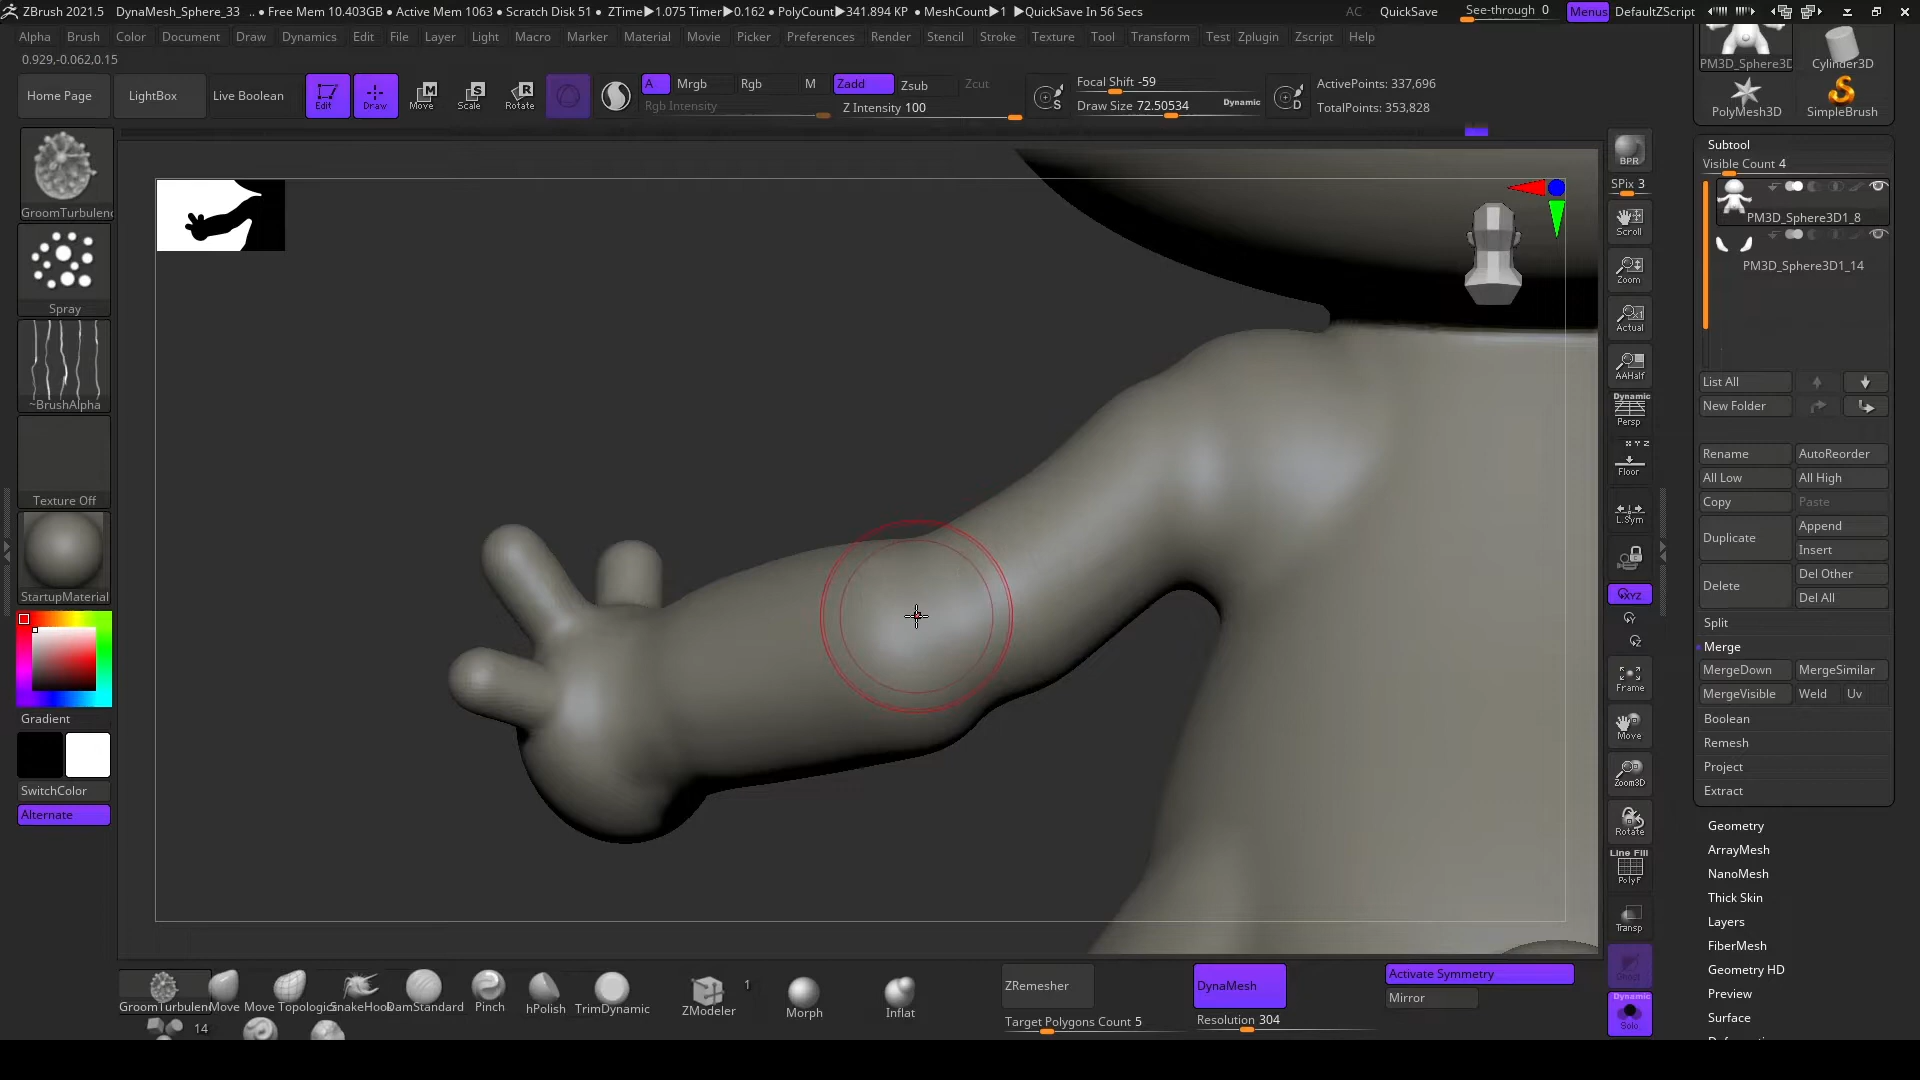 ZBrush 2021.5 DynaMesh_Sphere_33 .. ● Free Mem 10.403GB ● Active Mem 1063 ● Scratch Disk 51 ● ZTime▶1.075 Timer▶0.162 ● PolyCount▶341.894 KP ● MeshCount▶1 ▶QuickSave In 56 Secs AC QuickSave See-through 0 Menus DefaultZScript
Alpha Brush Color Document Draw Dynamics Edit File Layer Light Macro Marker Material Movie Picker Preferences Render Stencil Stroke Texture Tool Transform Test Zplugin Zscript Help
0.929,-0.062,0.15
Home Page LightBox Live Boolean Edit Draw Move Scale Rotate
A Mrgb Rgb M Zadd Zsub Zcut
Rgb Intensity Z Intensity 100
S Focal Shift -59
Draw Size 72.50534 Dynamic
D ActivePoints: 337,696
TotalPoints: 353,828
PM3D_Sphere3D Cylinder3D
PolyMesh3D SimpleBrush
Subtool
Visible Count 4
PM3D_Sphere3D1_8
PM3D_Sphere3D1_14
List All
New Folder
Rename AutoReorder
All Low All High
Copy Paste
Duplicate Append
Insert
Delete Del Other
Del All
Split
Merge
MergeDown MergeSimilar
MergeVisible Weld Uv
Boolean
Remesh
Project
Extract
Geometry
ArrayMesh
NanoMesh
Thick Skin
Layers
FiberMesh
Geometry HD
Preview
Surface
BPR
SPix 3
Scroll
Zoom
Actual
AAHalf
Dynamic
Persp
X Y Z
Floor
L.Sym
XYZ
Y
Z
Frame
Move
Zoom3D
Rotate
Line Fill
PolyF
Transp
Dynamic
Solo
GroomTurbulenc
Spray
~BrushAlpha
Texture Off
StartupMaterial
Gradient
SwitchColor
Alternate
GroomTurbulen Move Move Topologic SnakeHook DamStandard Pinch hPolish TrimDynamic
14
ZModeler 1 Morph Inflat
ZRemesher
Target Polygons Count 5
DynaMesh
Resolution 304
Activate Symmetry
Mirror